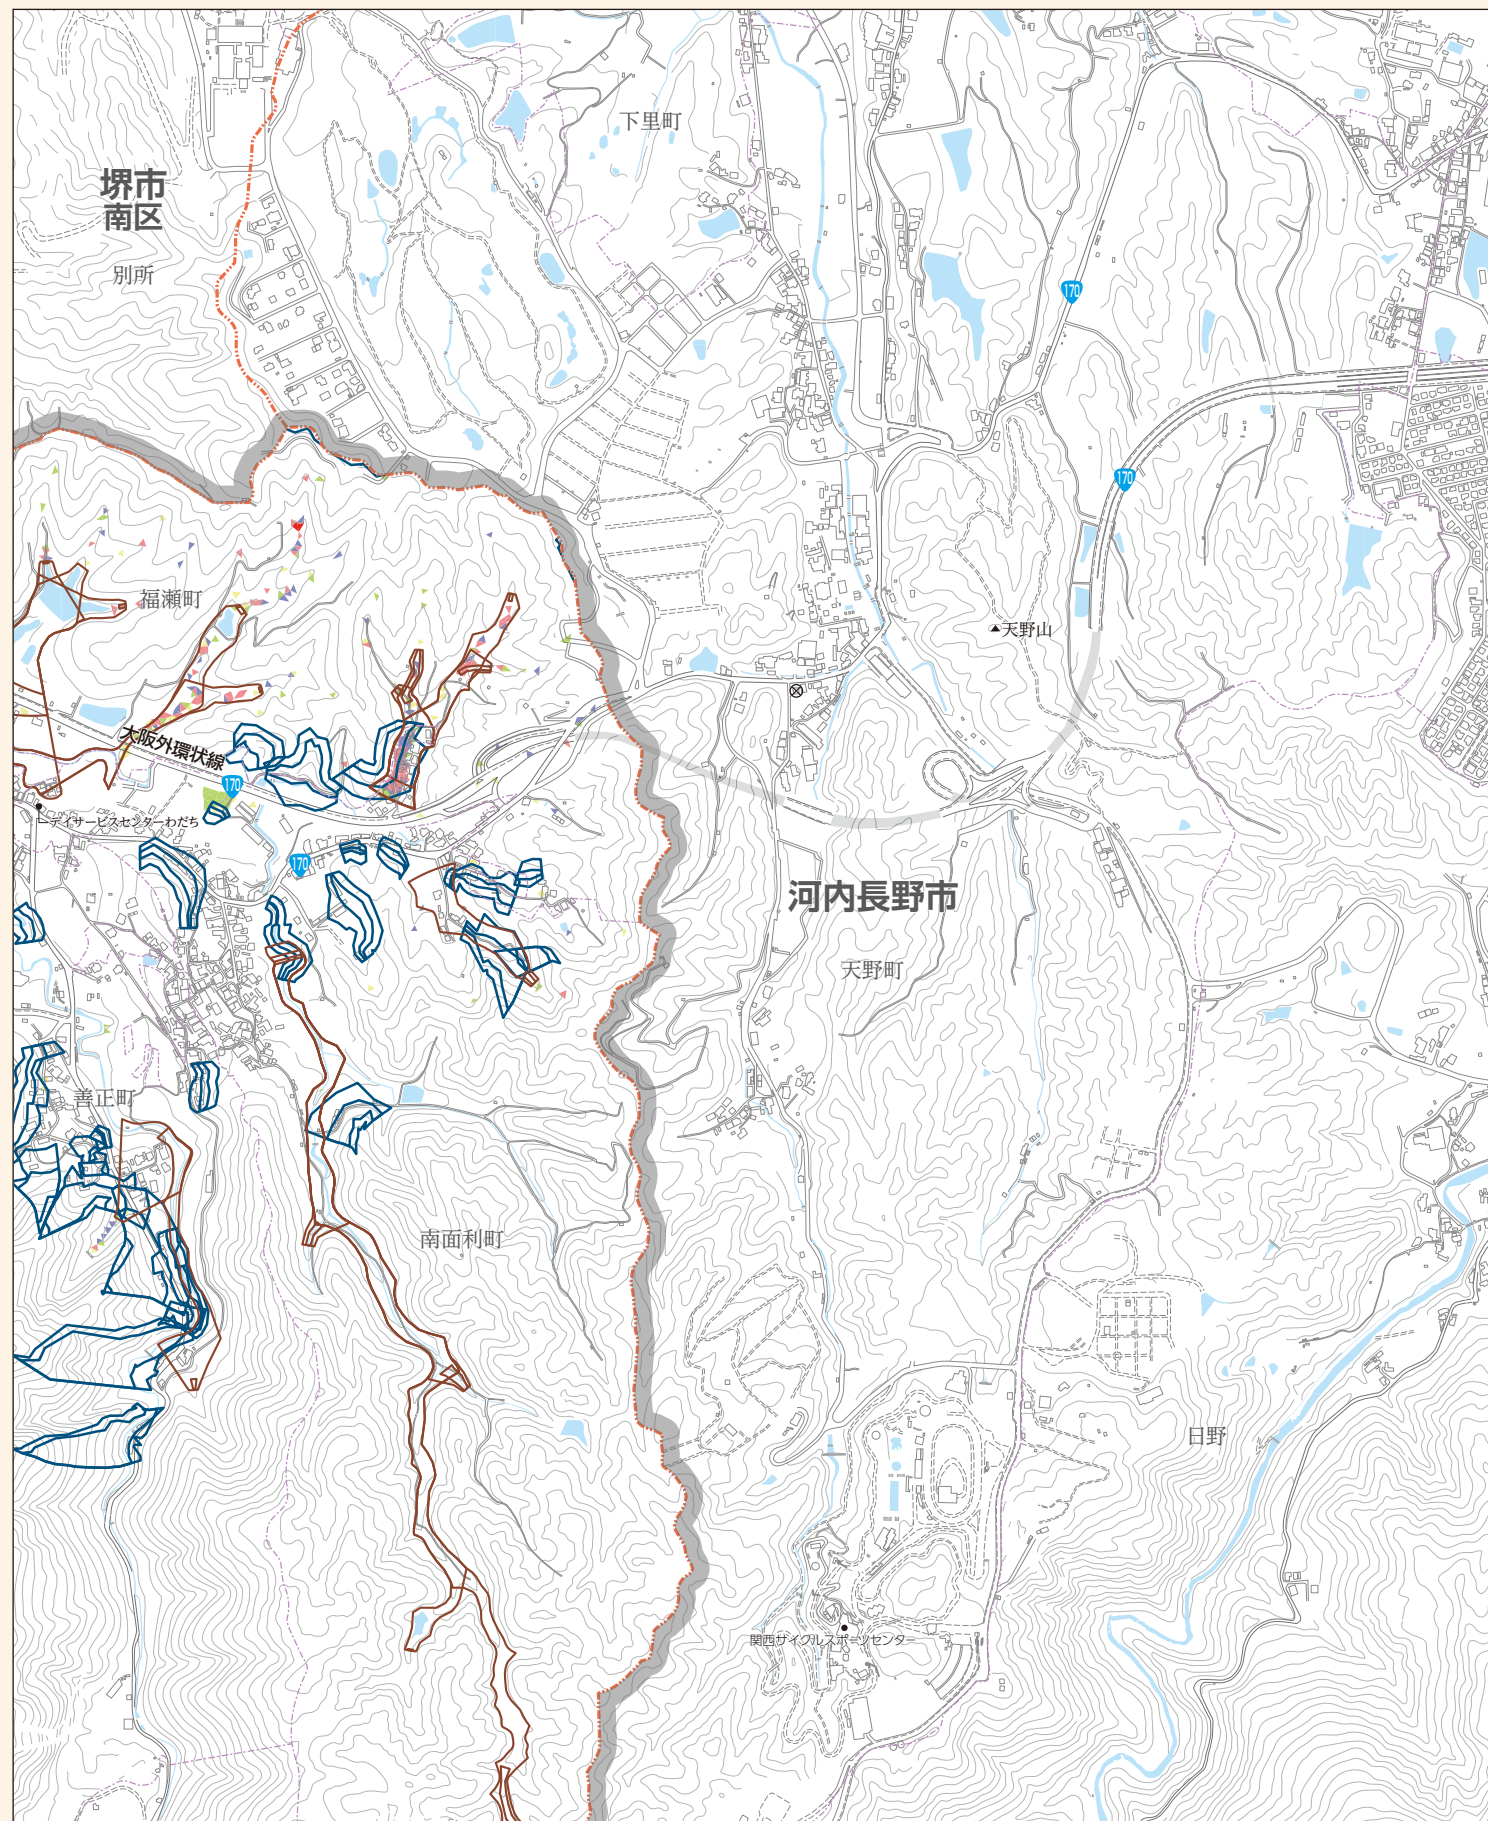 下里町
堺市
南区
別所
170
170
福瀬町
天野山
大阪外環状線
170
デイサービスセンターわだち
170
河内長野市
天野町
善正町
南面利町
日野
関西サイクルスポーツセンター